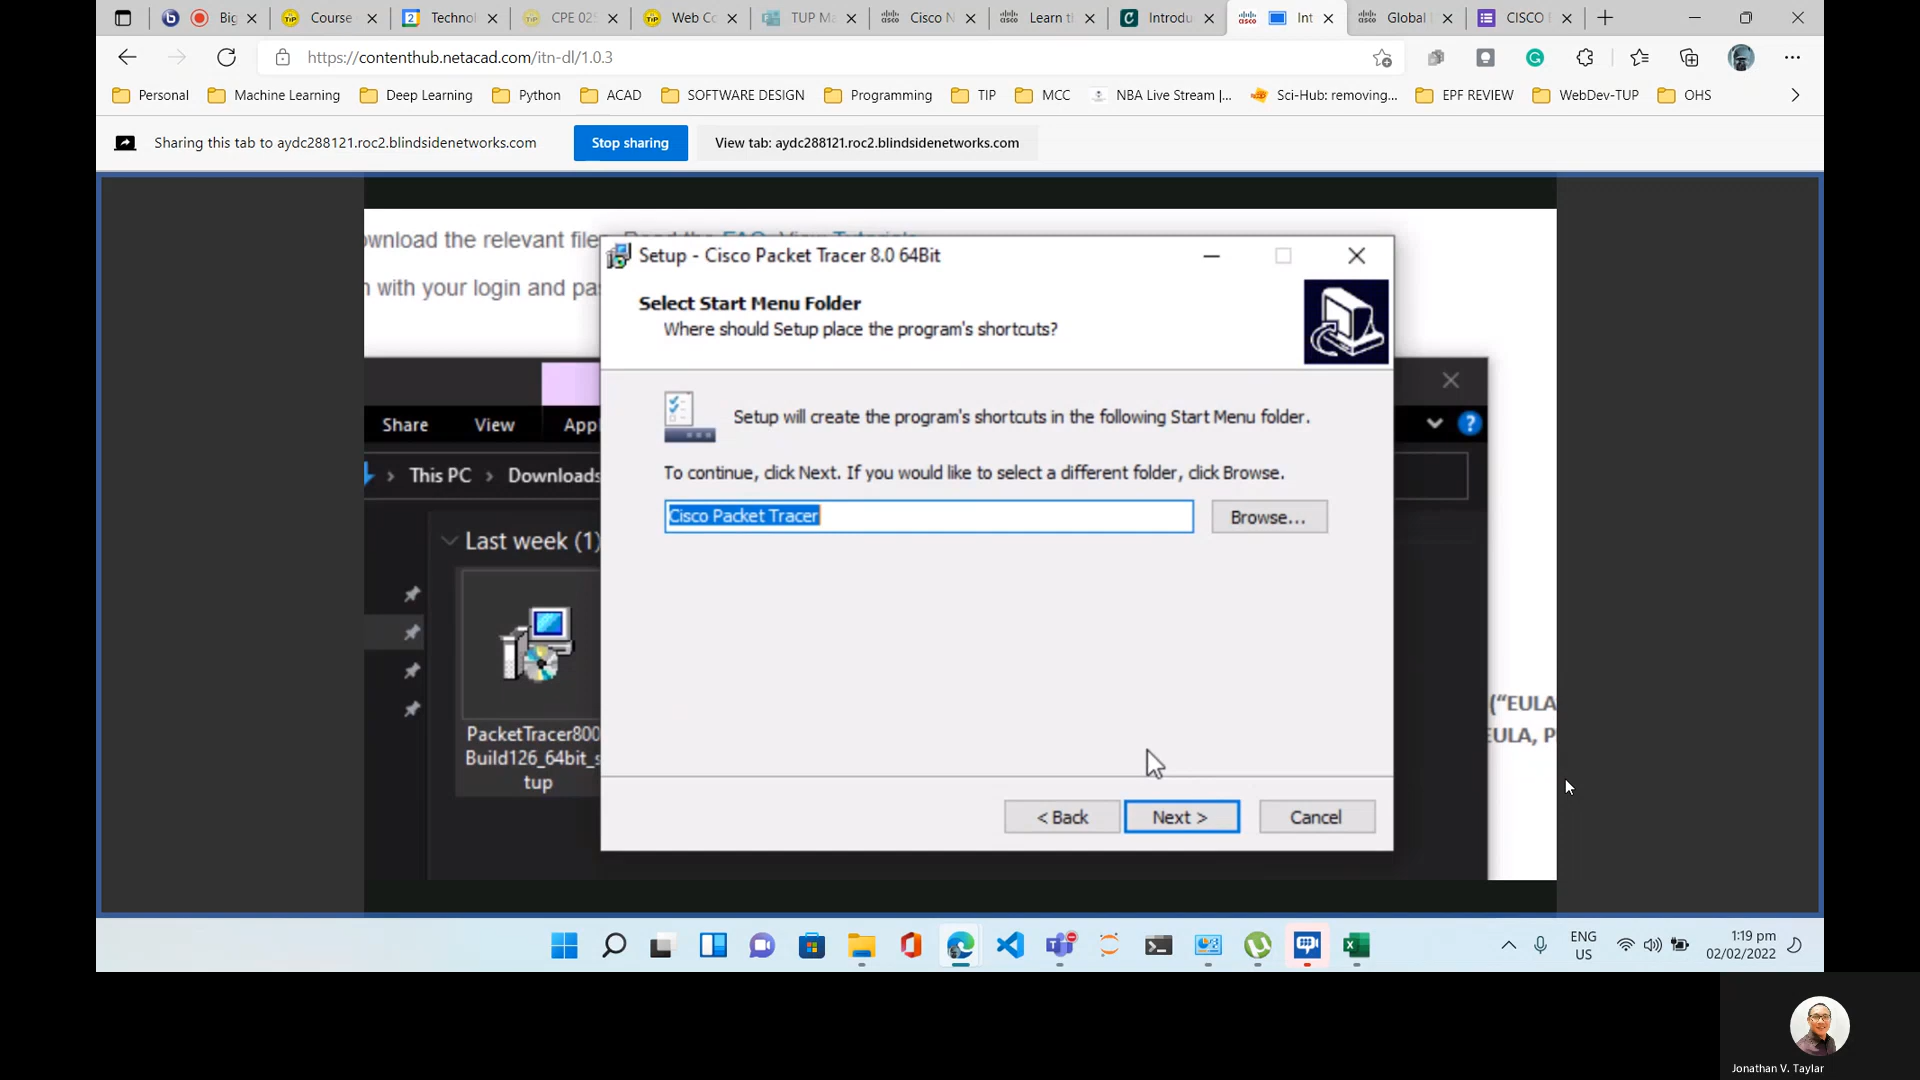 Big
Course
Technol
CPE 025
Web Co
TUP Ma
Cisco N
Learn t
Introdu
Int
Global
CISCO
https://contenthub.netacad.com/itn-dl/1.0.3
Personal
Machine Learning
Deep Learning
Python
ACAD
SOFTWARE DESIGN
Programming
TIP
MCC
NBA Live Stream |...
Sci-Hub: removing...
EPF REVIEW
WebDev-TUP
OHS
Sharing this tab to aydc288121.roc2.blindsidenetworks.com
Stop sharing
View tab: aydc288121.roc2.blindsidenetworks.com
ownload the relevant file
n with your login and pa
Setup - Cisco Packet Tracer 8.0 64Bit
Select Start Menu Folder
Where should Setup place the program's shortcuts?
Setup will create the program's shortcuts in the following Start Menu folder.
To continue, click Next. If you would like to select a different folder, click Browse.
Cisco Packet Tracer
Browse...
< Back
Next >
Cancel
Share
View
Appl
This PC > Downloads
Last week (1)
PacketTracer800
Build126_64bit_s
tup
("EULA
EULA, P
ENG
US
1:19 pm
02/02/2022
Jonathan V. Taylar